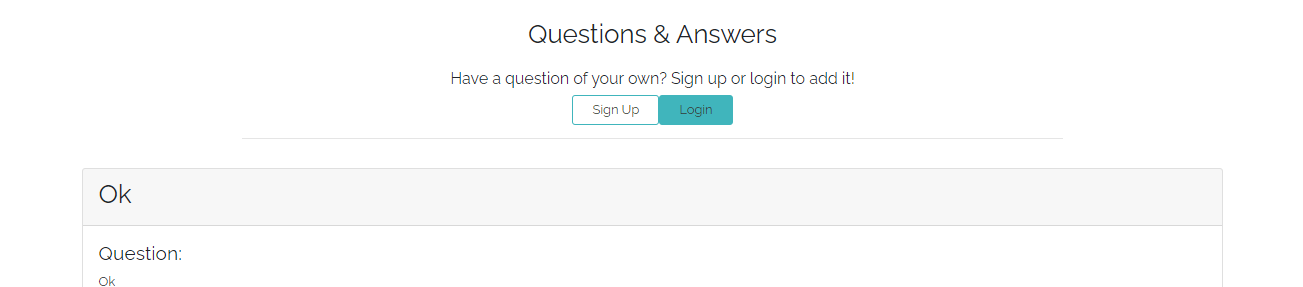 Questions & Answers
Have a question of your own? Sign up or login to add it!
Sign Up Login
Ok
Question:
Ok